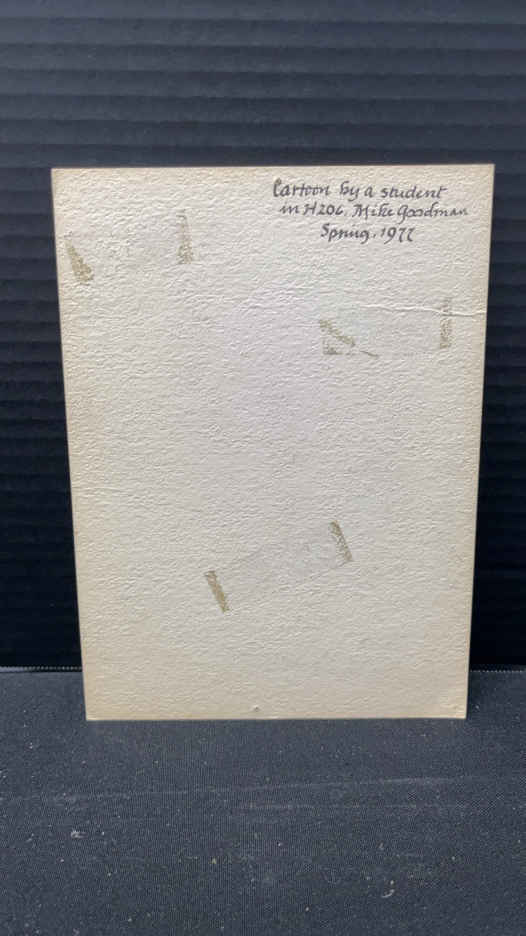 Cartoon by a student
in H206, Mike Goodman
Spring, 1977